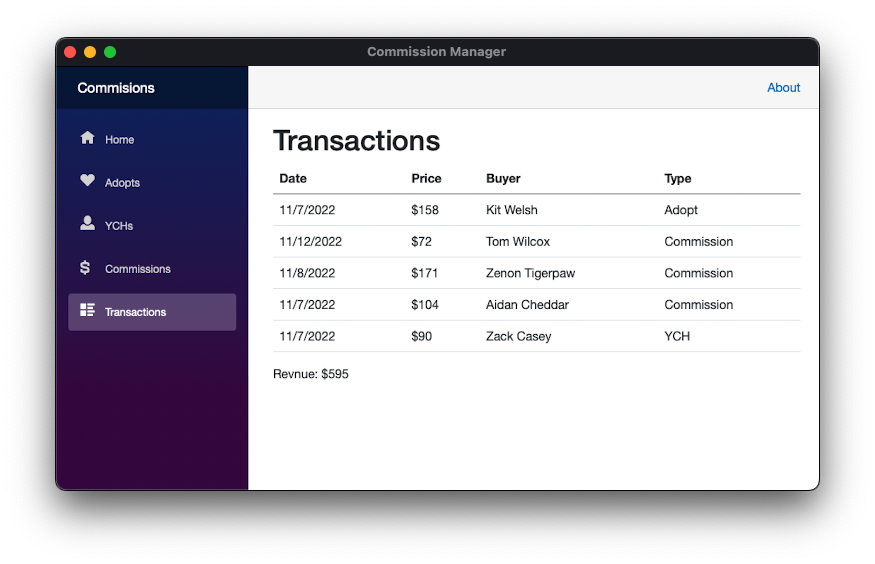 Commission Manager
Commisions
About
Home
Adopts
YCHs
Commissions
Transactions
Transactions
Date Price Buyer Type
11/7/2022 $158 Kit Welsh Adopt
11/12/2022 $72 Tom Wilcox Commission
11/8/2022 $171 Zenon Tigerpaw Commission
11/7/2022 $104 Aidan Cheddar Commission
11/7/2022 $90 Zack Casey YCH
Revnue: $595